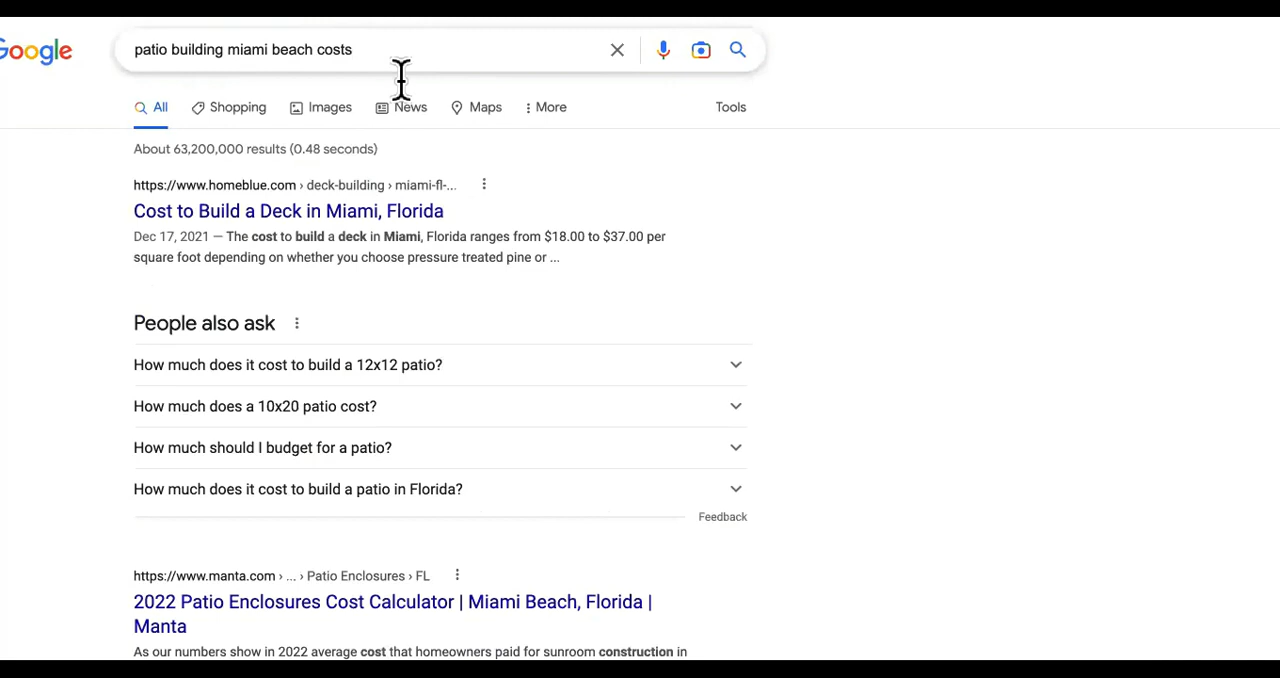 Google
patio building miami beach costs
All Shopping Images News Maps More Tools
About 63,200,000 results (0.48 seconds)
https://www.homeblue.com › deck-building › miami-fl-...
Cost to Build a Deck in Miami, Florida
Dec 17, 2021 — The cost to build a deck in Miami, Florida ranges from $18.00 to $37.00 per
square foot depending on whether you choose pressure treated pine or ...
People also ask
How much does it cost to build a 12x12 patio?
How much does a 10x20 patio cost?
How much should I budget for a patio?
How much does it cost to build a patio in Florida?
Feedback
https://www.manta.com › ... › Patio Enclosures › FL
2022 Patio Enclosures Cost Calculator | Miami Beach, Florida |
Manta
As our numbers show in 2022 average cost that homeowners paid for sunroom construction in